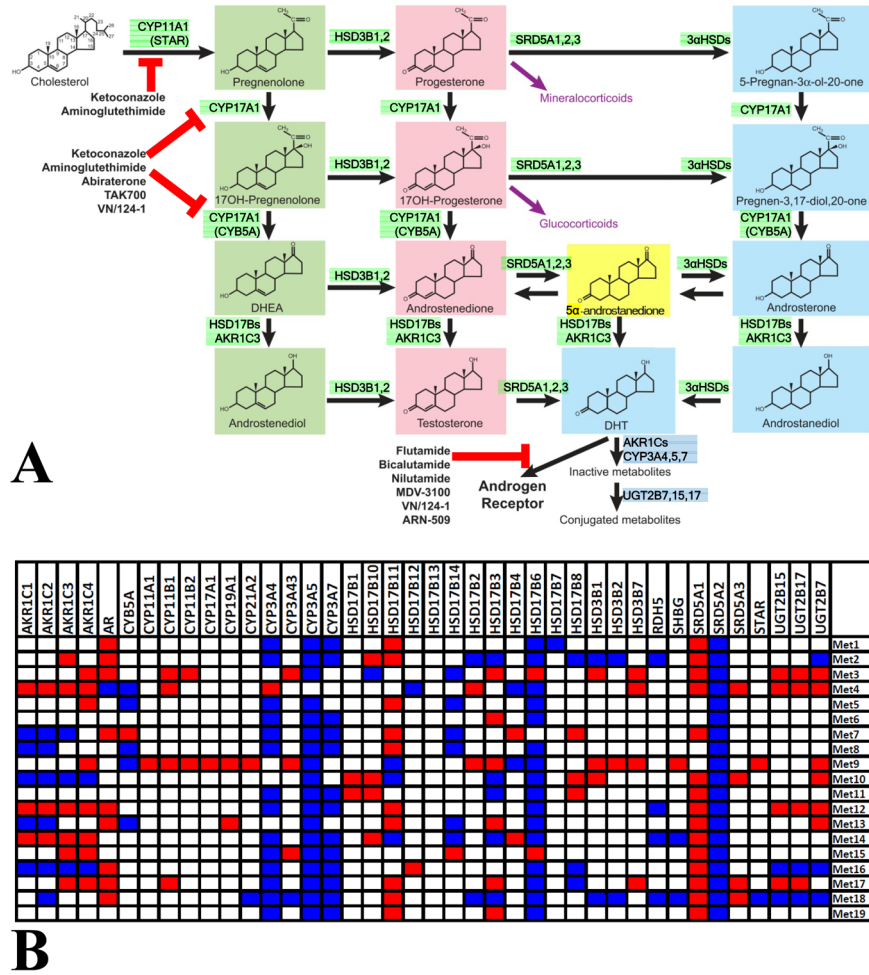 CYP11A1
(STAR)
HSD3B1,2
SRD5A1,2,3
3αHSDs
Cholesterol
Pregnenolone
Progesterone
5-Pregnan-3α-ol-20-one
Ketoconazole
Aminoglutethimide
Mineralocorticoids
CYP17A1
CYP17A1
CYP17A1
Ketoconazole
Aminoglutethimide
Abiraterone
TAK700
VN/124-1
HSD3B1,2
SRD5A1,2,3
3αHSDs
17OH-Pregnenolone
17OH-Progesterone
Pregnen-3,17-diol,20-one
Glucocorticoids
CYP17A1
(CYB5A)
CYP17A1
(CYB5A)
CYP17A1
(CYB5A)
HSD3B1,2
SRD5A1,2,3
3αHSDs
DHEA
Androstenedione
5α-androstanedione
Androsterone
HSD17Bs
AKR1C3
HSD17Bs
AKR1C3
HSD17Bs
AKR1C3
HSD17Bs
AKR1C3
HSD3B1,2
SRD5A1,2,3
3αHSDs
Androstenediol
Testosterone
DHT
Androstanediol
A
Flutamide
Bicalutamide
Nilutamide
MDV-3100
VN/124-1
ARN-509
Androgen
Receptor
AKR1Cs
CYP3A4,5,7
Inactive metabolites
UGT2B7,15,17
Conjugated metabolites
AKR1C1
AKR1C2
AKR1C3
AKR1C4
AR
CYB5A
CYP11A1
CYP11B1
CYP11B2
CYP17A1
CYP19A1
CYP21A2
CYP3A4
CYP3A43
CYP3A5
CYP3A7
HSD17B1
HSD17B10
HSD17B11
HSD17B12
HSD17B13
HSD17B14
HSD17B2
HSD17B3
HSD17B4
HSD17B6
HSD17B7
HSD17B8
HSD3B1
HSD3B2
HSD3B7
RDH5
SHBG
SRD5A1
SRD5A2
SRD5A3
STAR
UGT2B15
UGT2B17
UGT2B7
Met1
Met2
Met3
Met4
Met5
Met6
Met7
Met8
Met9
Met10
Met11
Met12
Met13
Met14
Met15
Met16
Met17
Met18
Met19
B